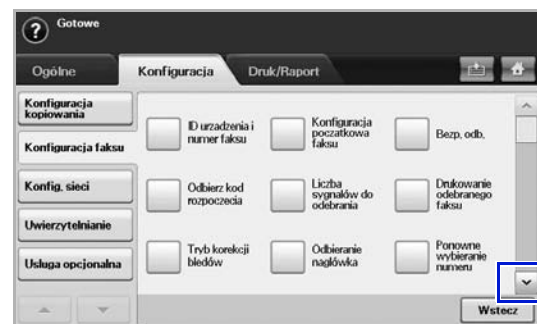 Gotowe
Ogólne
Konfiguracja
Druk/Raport
Konfiguracja
kopiowania
Konfiguracja faksu
Konfig. sieci
Uwierzytelnianie
Usługa opcjonalna
ID urzadzenia i
numer faksu
Konfiguracja
poczatkowa
faksu
Bezp. odb.
Odbierz kod
rozpoczecia
Liczba
sygnałów do
odebrania
Drukowanie
odebranego
faksu
Tryb korekcji
bledów
Odbieranie
nagłówka
Ponowne
wybieranie
numeru
Wstecz